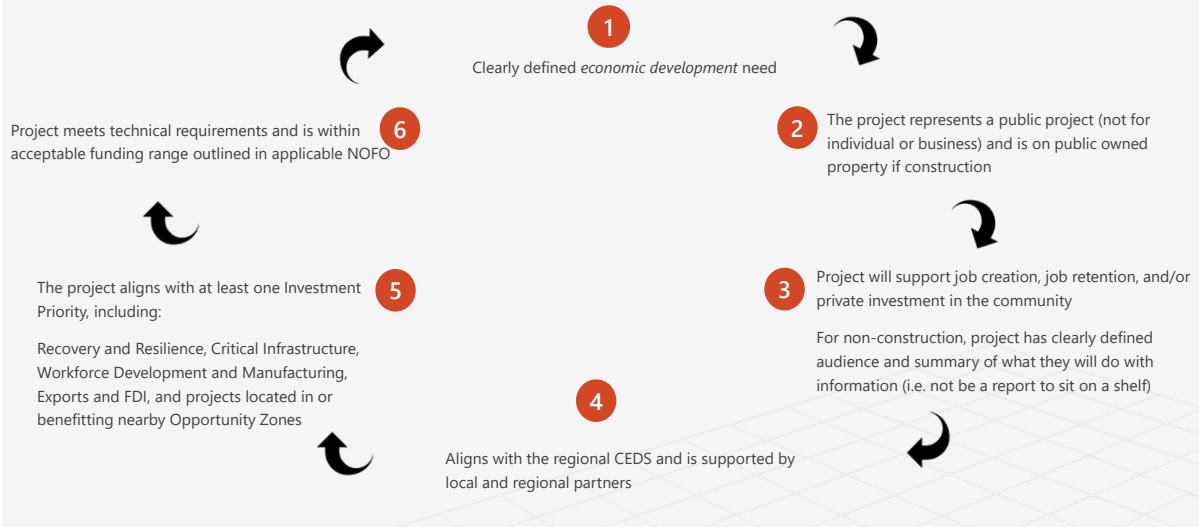 1
Clearly defined economic development need
2
The project represents a public project (not for
individual or business) and is on public owned
property if construction
3
Project will support job creation, job retention, and/or
private investment in the community
For non-construction, project has clearly defined
audience and summary of what they will do with
information (i.e. not be a report to sit on a shelf)
4
Aligns with the regional CEDS and is supported by
local and regional partners
5
The project aligns with at least one Investment
Priority, including:
Recovery and Resilience, Critical Infrastructure,
Workforce Development and Manufacturing,
Exports and FDI, and projects located in or
benefitting nearby Opportunity Zones
6
Project meets technical requirements and is within
acceptable funding range outlined in applicable NOFO